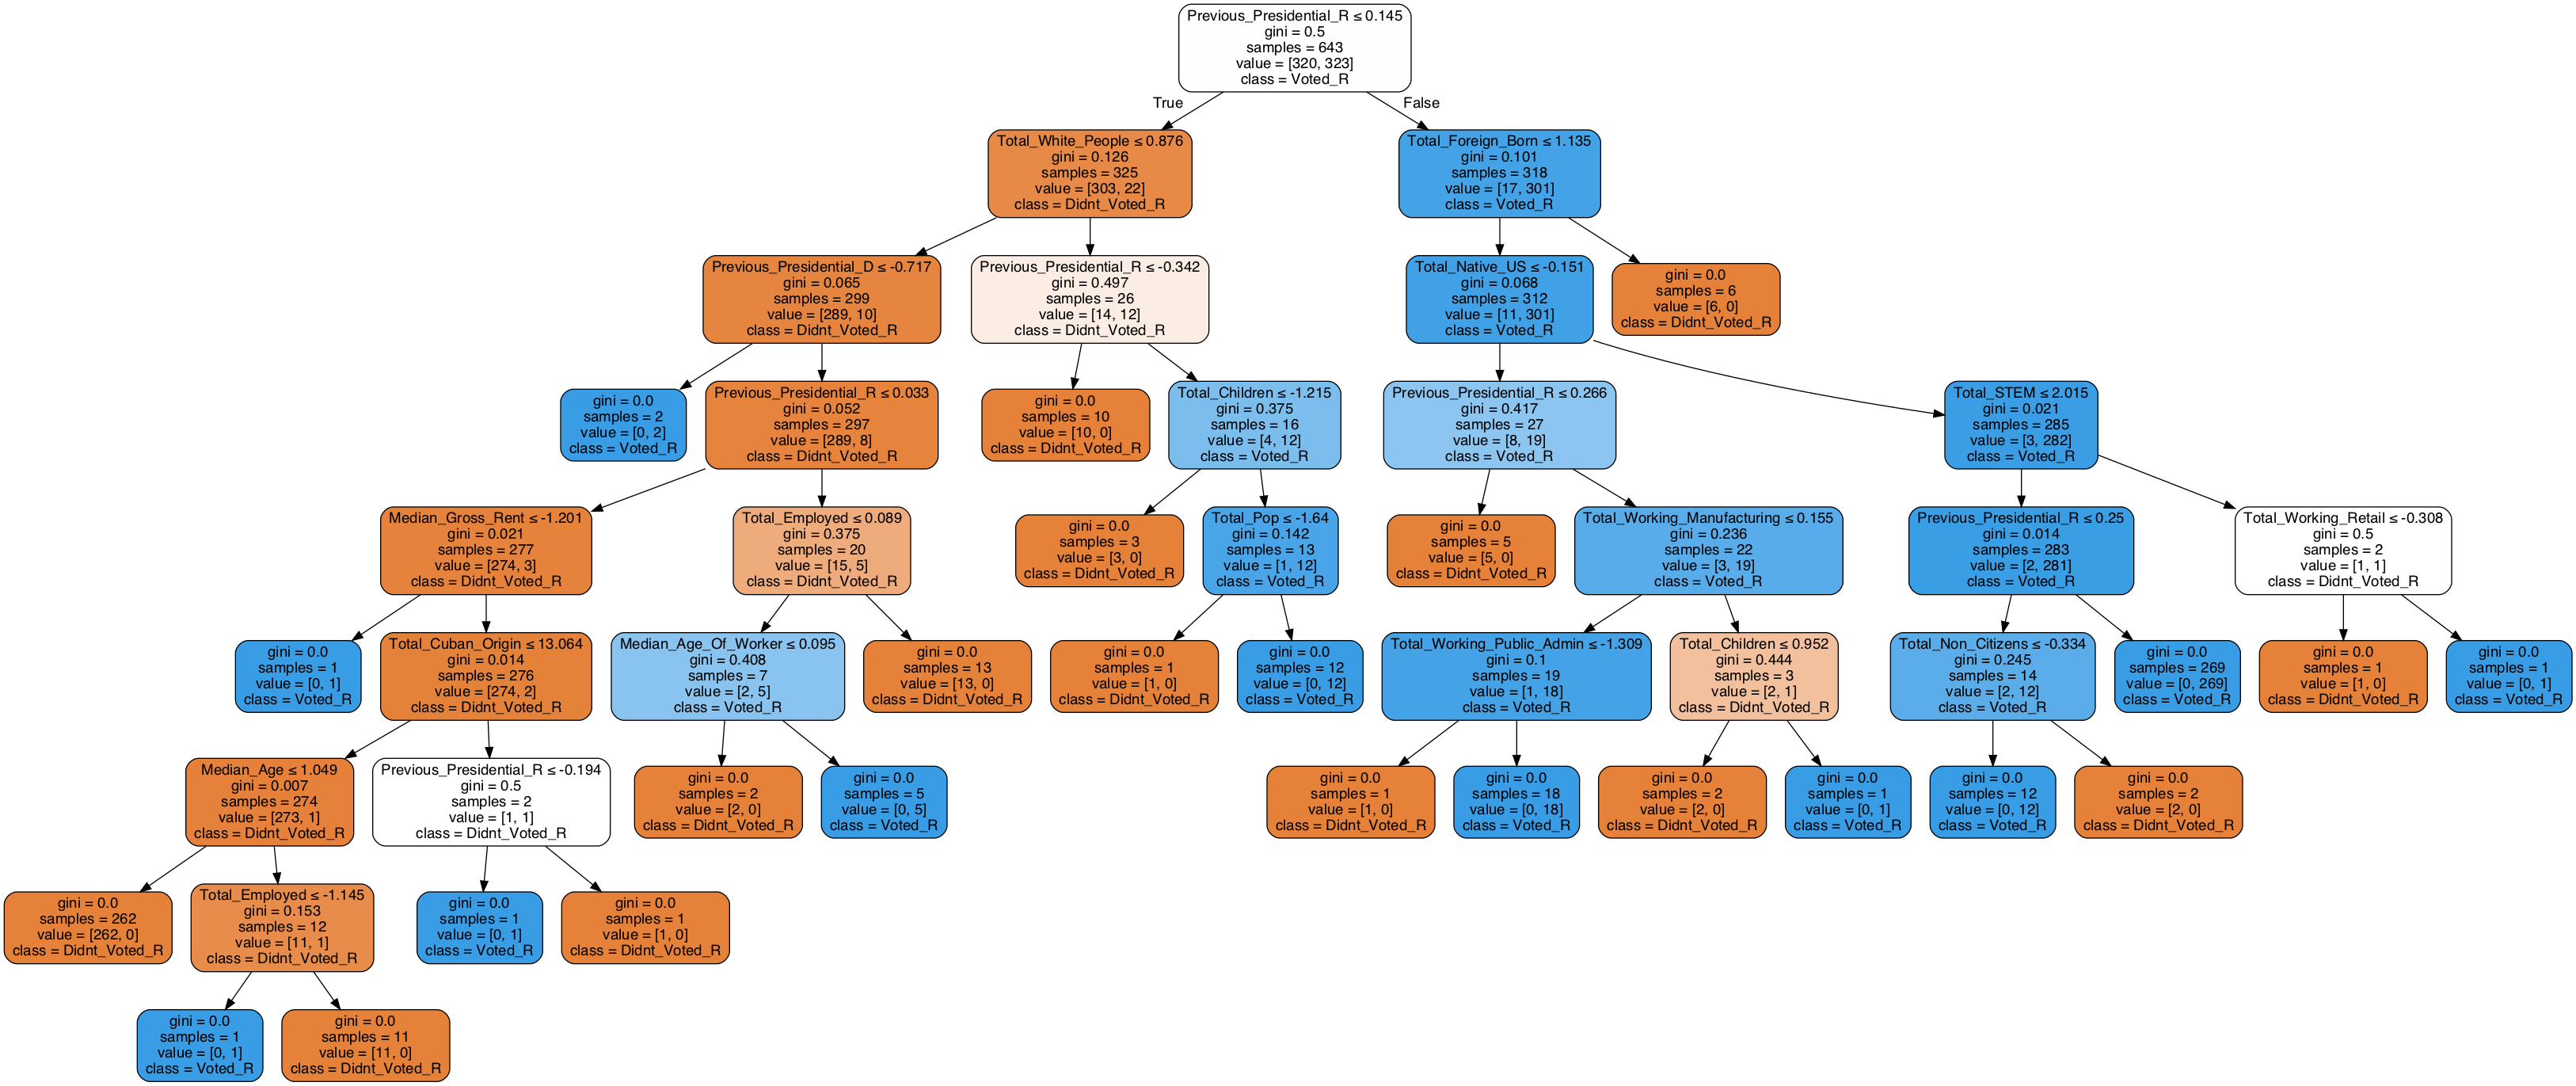 Previous_Presidential_R ≤ 0.145
gini = 0.5
samples = 643
value = [320, 323]
class = Voted_R
True
False
Total_White_People ≤ 0.876
gini = 0.126
samples = 325
value = [303, 22]
class = Didnt_Voted_R
Total_Foreign_Born ≤ 1.135
gini = 0.101
samples = 318
value = [17, 301]
class = Voted_R
Previous_Presidential_D ≤ -0.717
gini = 0.065
samples = 299
value = [289, 10]
class = Didnt_Voted_R
Previous_Presidential_R ≤ -0.342
gini = 0.497
samples = 26
value = [14, 12]
class = Didnt_Voted_R
Total_Native_US ≤ -0.151
gini = 0.068
samples = 312
value = [11, 301]
class = Voted_R
gini = 0.0
samples = 6
value = [6, 0]
class = Didnt_Voted_R
gini = 0.0
samples = 2
value = [0, 2]
class = Voted_R
Previous_Presidential_R ≤ 0.033
gini = 0.052
samples = 297
value = [289, 8]
class = Didnt_Voted_R
gini = 0.0
samples = 10
value = [10, 0]
class = Didnt_Voted_R
Total_Children ≤ -1.215
gini = 0.375
samples = 16
value = [4, 12]
class = Voted_R
Previous_Presidential_R ≤ 0.266
gini = 0.417
samples = 27
value = [8, 19]
class = Voted_R
Total_STEM ≤ 2.015
gini = 0.021
samples = 285
value = [3, 282]
class = Voted_R
Median_Gross_Rent ≤ -1.201
gini = 0.021
samples = 277
value = [274, 3]
class = Didnt_Voted_R
Total_Employed ≤ 0.089
gini = 0.375
samples = 20
value = [15, 5]
class = Didnt_Voted_R
gini = 0.0
samples = 3
value = [3, 0]
class = Didnt_Voted_R
Total_Pop ≤ -1.64
gini = 0.142
samples = 13
value = [1, 12]
class = Voted_R
gini = 0.0
samples = 5
value = [5, 0]
class = Didnt_Voted_R
Total_Working_Manufacturing ≤ 0.155
gini = 0.236
samples = 22
value = [3, 19]
class = Voted_R
Previous_Presidential_R ≤ 0.25
gini = 0.014
samples = 283
value = [2, 281]
class = Voted_R
Total_Working_Retail ≤ -0.308
gini = 0.5
samples = 2
value = [1, 1]
class = Didnt_Voted_R
gini = 0.0
samples = 1
value = [0, 1]
class = Voted_R
Total_Cuban_Origin ≤ 13.064
gini = 0.014
samples = 276
value = [274, 2]
class = Didnt_Voted_R
Median_Age_Of_Worker ≤ 0.095
gini = 0.408
samples = 7
value = [2, 5]
class = Voted_R
gini = 0.0
samples = 13
value = [13, 0]
class = Didnt_Voted_R
gini = 0.0
samples = 1
value = [1, 0]
class = Didnt_Voted_R
gini = 0.0
samples = 12
value = [0, 12]
class = Voted_R
Total_Working_Public_Admin ≤ -1.309
gini = 0.1
samples = 19
value = [1, 18]
class = Voted_R
Total_Children ≤ 0.952
gini = 0.444
samples = 3
value = [2, 1]
class = Didnt_Voted_R
Total_Non_Citizens ≤ -0.334
gini = 0.245
samples = 14
value = [2, 12]
class = Voted_R
gini = 0.0
samples = 269
value = [0, 269]
class = Voted_R
gini = 0.0
samples = 1
value = [1, 0]
class = Didnt_Voted_R
gini = 0.0
samples = 1
value = [0, 1]
class = Voted_R
Median_Age ≤ 1.049
gini = 0.007
samples = 274
value = [273, 1]
class = Didnt_Voted_R
Previous_Presidential_R ≤ -0.194
gini = 0.5
samples = 2
value = [1, 1]
class = Didnt_Voted_R
gini = 0.0
samples = 2
value = [2, 0]
class = Didnt_Voted_R
gini = 0.0
samples = 5
value = [0, 5]
class = Voted_R
gini = 0.0
samples = 1
value = [1, 0]
class = Didnt_Voted_R
gini = 0.0
samples = 18
value = [0, 18]
class = Voted_R
gini = 0.0
samples = 2
value = [2, 0]
class = Didnt_Voted_R
gini = 0.0
samples = 1
value = [0, 1]
class = Voted_R
gini = 0.0
samples = 12
value = [0, 12]
class = Voted_R
gini = 0.0
samples = 2
value = [2, 0]
class = Didnt_Voted_R
gini = 0.0
samples = 262
value = [262, 0]
class = Didnt_Voted_R
Total_Employed ≤ -1.145
gini = 0.153
samples = 12
value = [11, 1]
class = Didnt_Voted_R
gini = 0.0
samples = 1
value = [0, 1]
class = Voted_R
gini = 0.0
samples = 1
value = [1, 0]
class = Didnt_Voted_R
gini = 0.0
samples = 1
value = [0, 1]
class = Voted_R
gini = 0.0
samples = 11
value = [11, 0]
class = Didnt_Voted_R